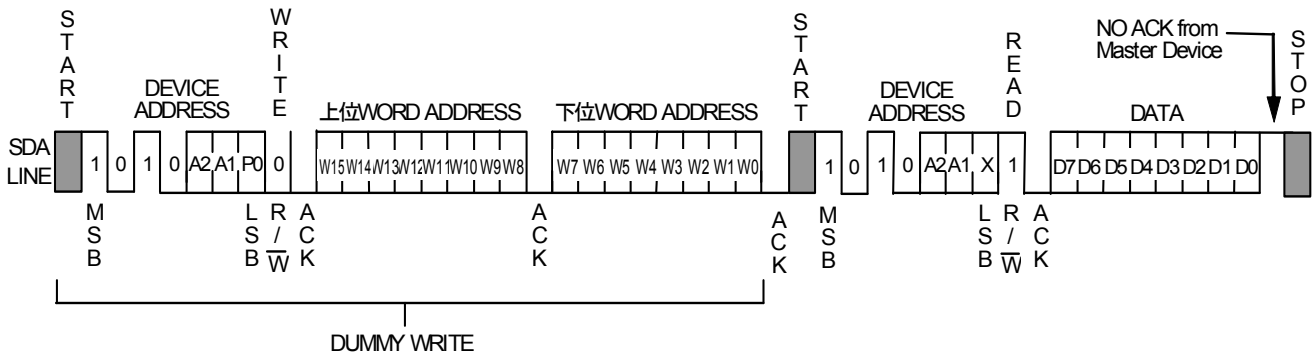 START
WRITE
START
READ
NO ACK from
Master Device
STOP
DEVICE
ADDRESS
上位WORD ADDRESS
下位WORD ADDRESS
DEVICE
ADDRESS
DATA
SDA
LINE
1 0 1 0 A2 A1 P0 0 W15 W14 W13 W12 W11 W10 W9 W8 W7 W6 W5 W4 W3 W2 W1 W0 1 0 1 0 A2 A1 X 1 D7 D6 D5 D4 D3 D2 D1 D0
MSB
LSB
R/W̅
ACK
ACK
ACK
MSB
LSB
R/W̅
ACK
DUMMY WRITE